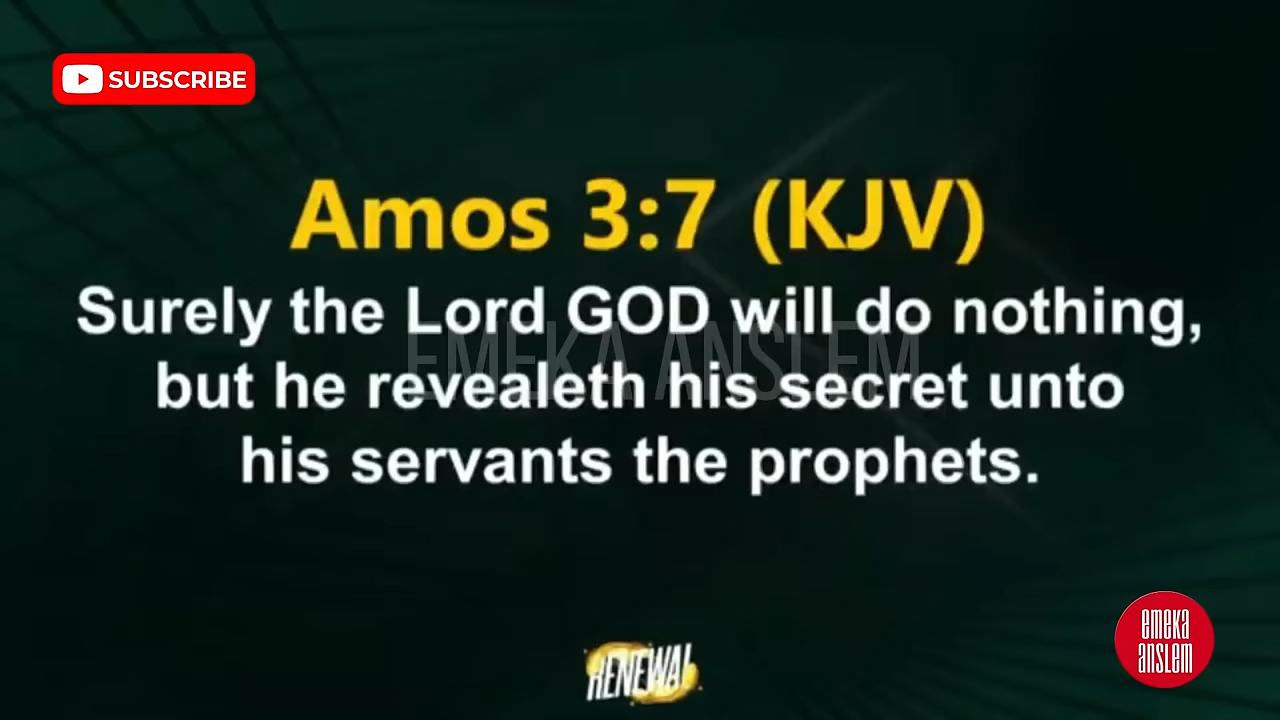 SUBSCRIBE
Amos 3:7 (KJV)
Surely the Lord GOD will do nothing,
EMEKA ANSLEM
but he revealeth his secret unto
his servants the prophets.
emeka
anslem
RENEWAL